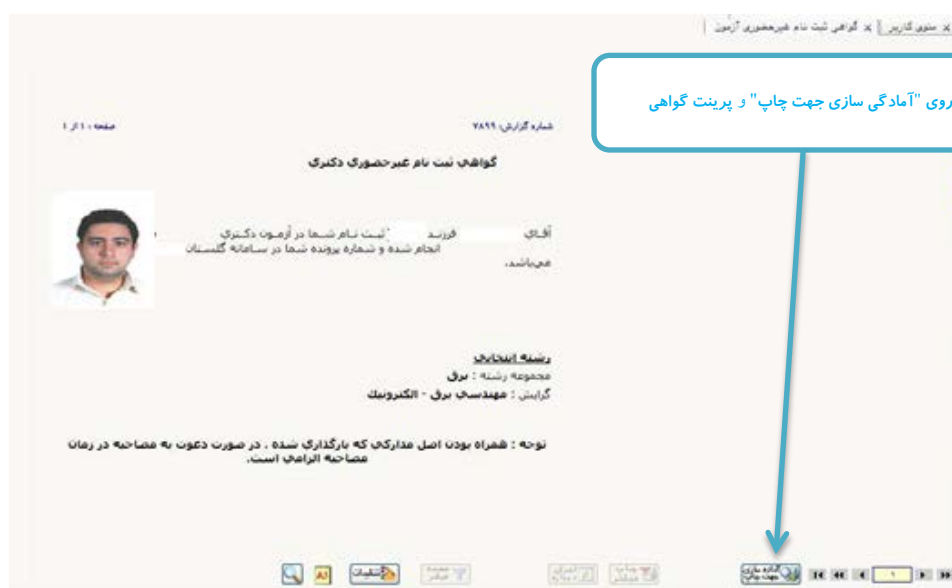 منوی کاربر × گواهی ثبت نام غیرحضوری آزمون ×
روی "آمادگی سازی جهت چاپ" و پرینت گواهی
شماره گزارش: ۷۸۹۹
صفحه : ۱ از ۱
گواهی ثبت نام غیرحضوری دکتری
آقای فرزند ثبت نام شما در آزمون دکتری
انجام شده و شماره پرونده شما در سامانه گلستان
می‌باشد.
رشته انتخابی
مجموعه رشته : برق
گرایش : مهندسی برق - الکترونیک
توجه : همراه بودن اصل مدارکی که بارگذاری شده ، در صورت دعوت به مصاحبه در زمان
مصاحبه الزامی است.
آماده سازی جهت چاپ
۱
تنظیمات
A3